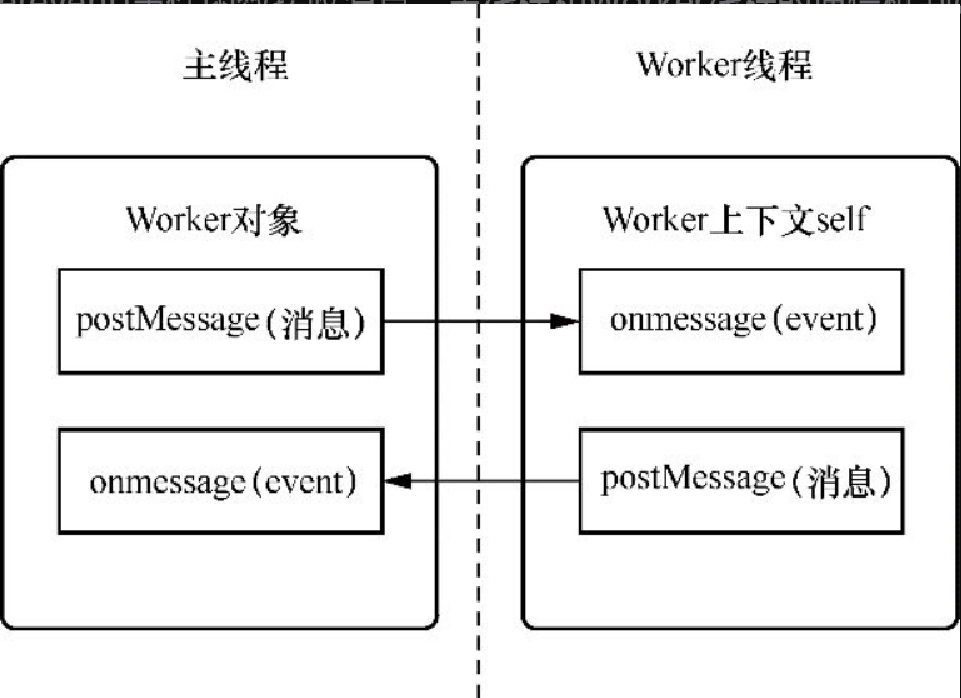 主线程
Worker线程
Worker对象
Worker上下文self
postMessage(消息)
onmessage(event)
onmessage(event)
postMessage(消息)